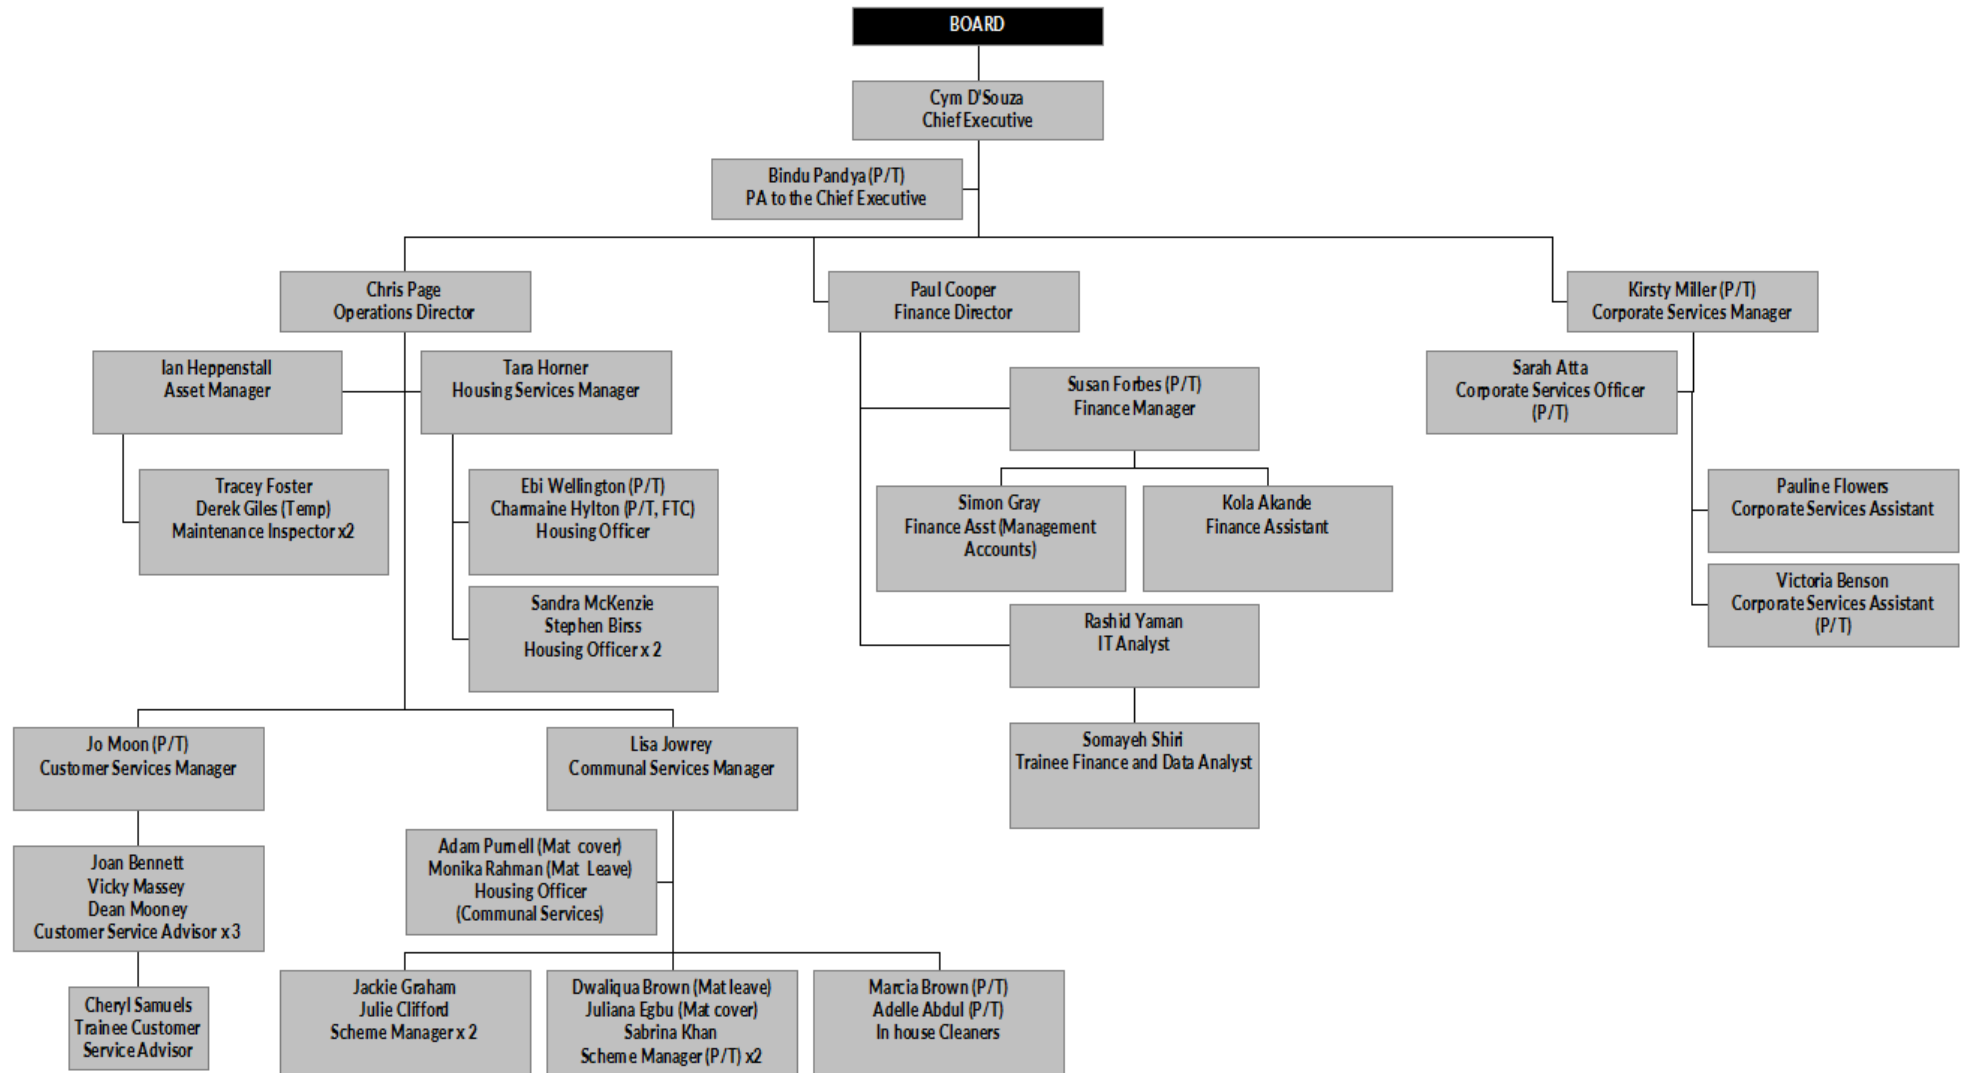 BOARD
Cym D'Souza
Chief Executive
Bindu Pandya (P/T)
PA to the Chief Executive
Chris Page
Operations Director
Paul Cooper
Finance Director
Kirsty Miller (P/T)
Corporate Services Manager
Ian Heppenstall
Asset Manager
Tara Horner
Housing Services Manager
Susan Forbes (P/T)
Finance Manager
Sarah Atta
Corporate Services Officer
(P/T)
Tracey Foster
Derek Giles (Temp)
Maintenance Inspector x2
Ebi Wellington (P/T)
Charmaine Hylton (P/T, FTC)
Housing Officer
Simon Gray
Finance Asst (Management
Accounts)
Kola Akande
Finance Assistant
Pauline Flowers
Corporate Services Assistant
Sandra McKenzie
Stephen Birss
Housing Officer x 2
Rashid Yaman
IT Analyst
Victoria Benson
Corporate Services Assistant
(P/T)
Jo Moon (P/T)
Customer Services Manager
Lisa Jowrey
Communal Services Manager
Somayeh Shiri
Trainee Finance and Data Analyst
Joan Bennett
Vicky Massey
Dean Mooney
Customer Service Advisor x 3
Adam Purnell (Mat cover)
Monika Rahman (Mat Leave)
Housing Officer
(Communal Services)
Cheryl Samuels
Trainee Customer
Service Advisor
Jackie Graham
Julie Clifford
Scheme Manager x 2
Dwaliqua Brown (Mat leave)
Juliana Egbu (Mat cover)
Sabrina Khan
Scheme Manager (P/T) x2
Marcia Brown (P/T)
Adelle Abdul (P/T)
In house Cleaners